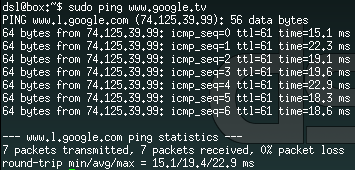 dsl@box:~$ sudo ping www.google.tv
PING www.l.google.com (74.125.39.99): 56 data bytes
64 bytes from 74.125.39.99: icmp_seq=0 ttl=61 time=15.1 ms
64 bytes from 74.125.39.99: icmp_seq=1 ttl=61 time=22.3 ms
64 bytes from 74.125.39.99: icmp_seq=2 ttl=61 time=19.1 ms
64 bytes from 74.125.39.99: icmp_seq=3 ttl=61 time=19.6 ms
64 bytes from 74.125.39.99: icmp_seq=4 ttl=61 time=22.9 ms
64 bytes from 74.125.39.99: icmp_seq=5 ttl=61 time=18.3 ms
64 bytes from 74.125.39.99: icmp_seq=6 ttl=61 time=18.6 ms
--- www.l.google.com ping statistics ---
7 packets transmitted, 7 packets received, 0% packet loss
round-trip min/avg/max = 15.1/19.4/22.9 ms